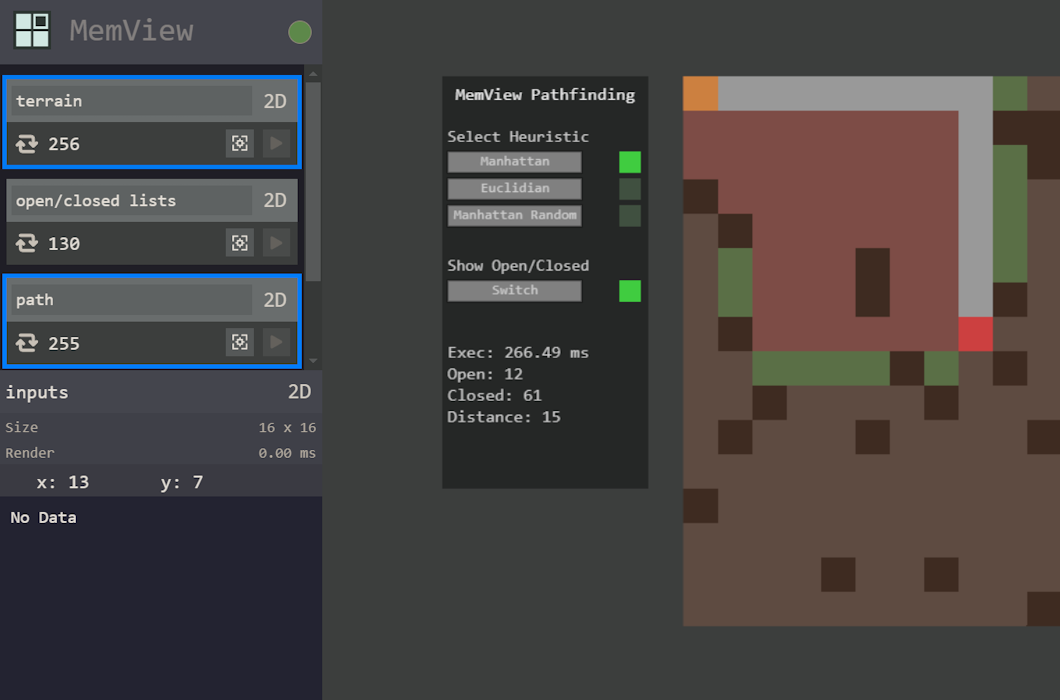 MemView
terrain 2D
256
open/closed lists 2D
130
path 2D
255
inputs 2D
Size 16 x 16
Render 0.00 ms
x: 13 y: 7
No Data
MemView Pathfinding
Select Heuristic
Manhattan
Euclidian
Manhattan Random
Show Open/Closed
Switch
Exec: 266.49 ms
Open: 12
Closed: 61
Distance: 15